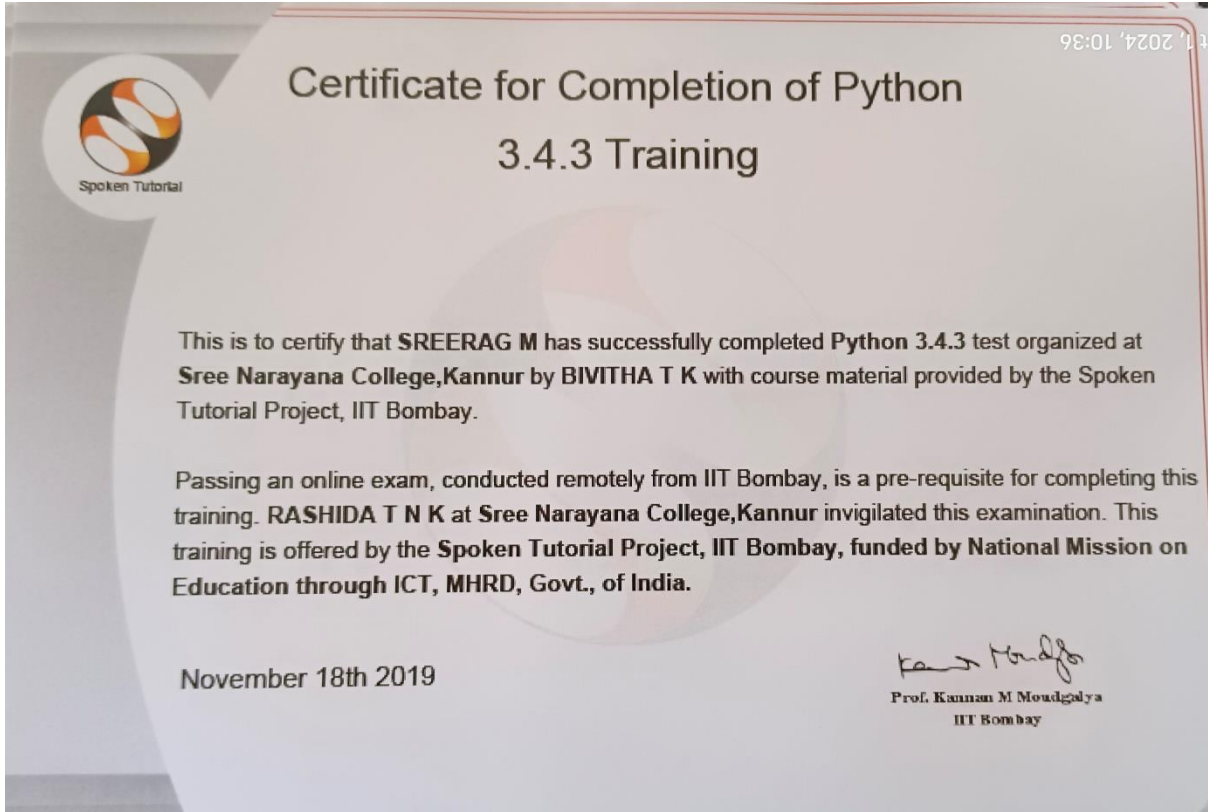 t 1, 2024, 10:36
Certificate for Completion of Python
3.4.3 Training
Spoken Tutorial
This is to certify that SREERAG M has successfully completed Python 3.4.3 test organized at
Sree Narayana College,Kannur by BIVITHA T K with course material provided by the Spoken
Tutorial Project, IIT Bombay.
Passing an online exam, conducted remotely from IIT Bombay, is a pre-requisite for completing this
training. RASHIDA T N K at Sree Narayana College,Kannur invigilated this examination. This
training is offered by the Spoken Tutorial Project, IIT Bombay, funded by National Mission on
Education through ICT, MHRD, Govt., of India.
November 18th 2019
Prof. Kannan M Moudgalya
IIT Bombay